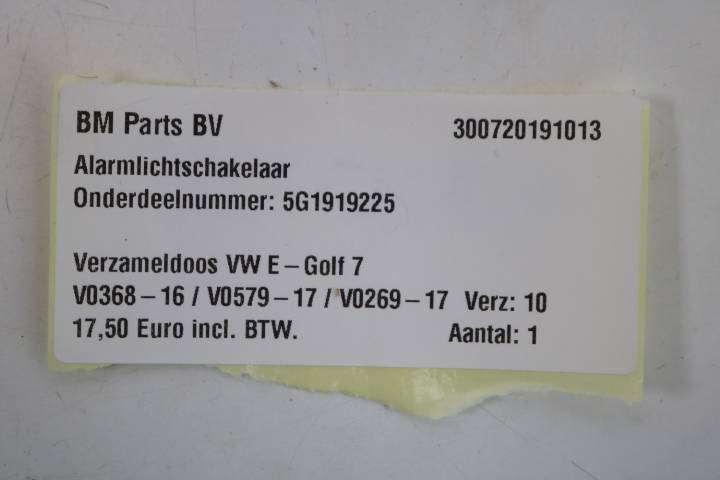 BM Parts BV 300720191013
Alarmlichtschakelaar
Onderdeelnummer: 5G1919225
Verzameldoos VW E-Golf 7
V0368-16 / V0579-17 / V0269-17 Verz: 10
17,50 Euro incl. BTW. Aantal: 1